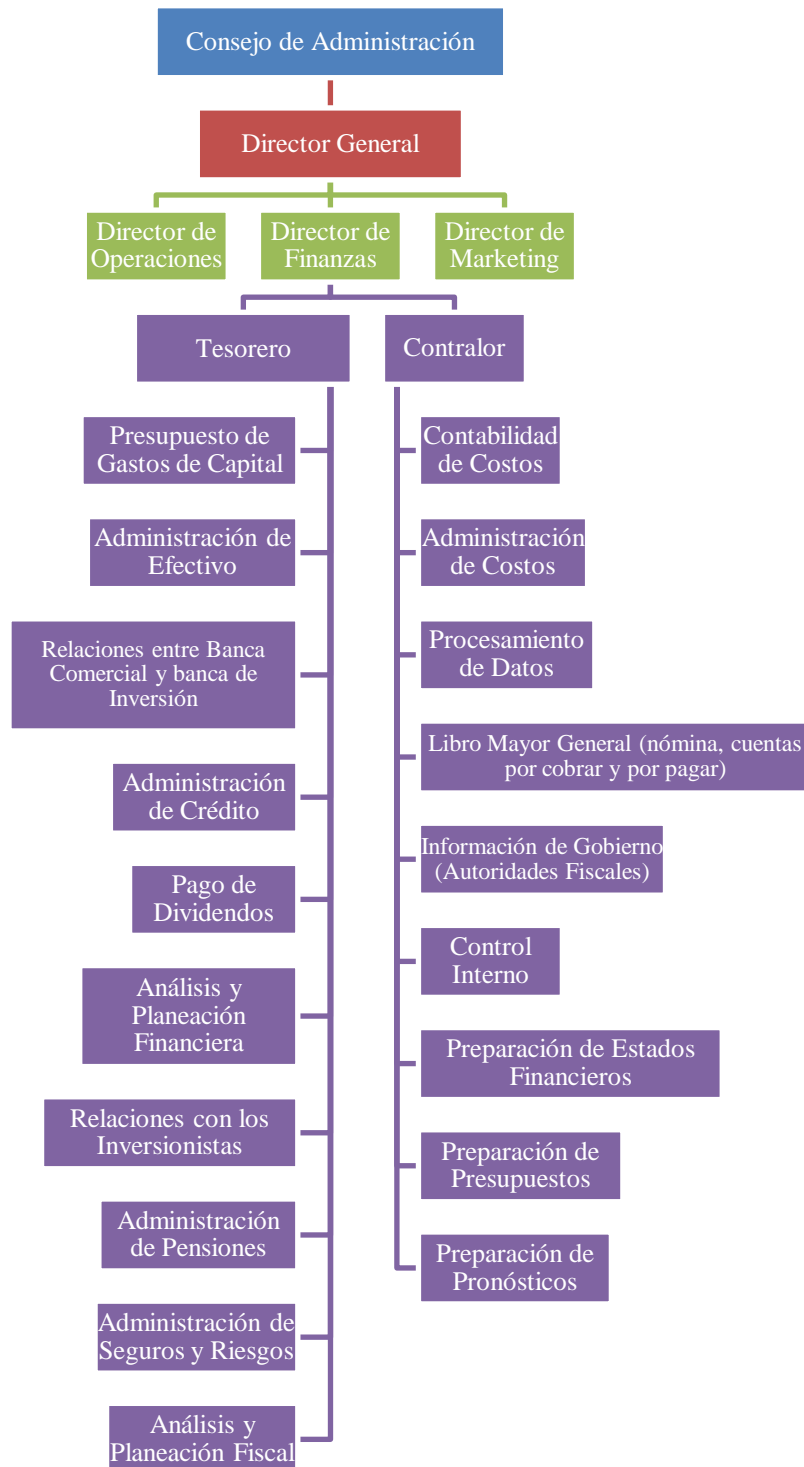 Consejo de Administración
Director General
Director de
Operaciones
Director de
Finanzas
Director de
Marketing
Tesorero
Contralor
Presupuesto de
Gastos de Capital
Administración de
Efectivo
Relaciones entre Banca
Comercial y banca de
Inversión
Administración
de Crédito
Pago de
Dividendos
Análisis y
Planeación
Financiera
Relaciones con los
Inversionistas
Administración
de Pensiones
Administración de
Seguros y Riesgos
Análisis y
Planeación Fiscal
Contabilidad
de Costos
Administración
de Costos
Procesamiento
de Datos
Libro Mayor General (nómina, cuentas
por cobrar y por pagar)
Información de Gobierno
(Autoridades Fiscales)
Control
Interno
Preparación de Estados
Financieros
Preparación de
Presupuestos
Preparación de
Pronósticos